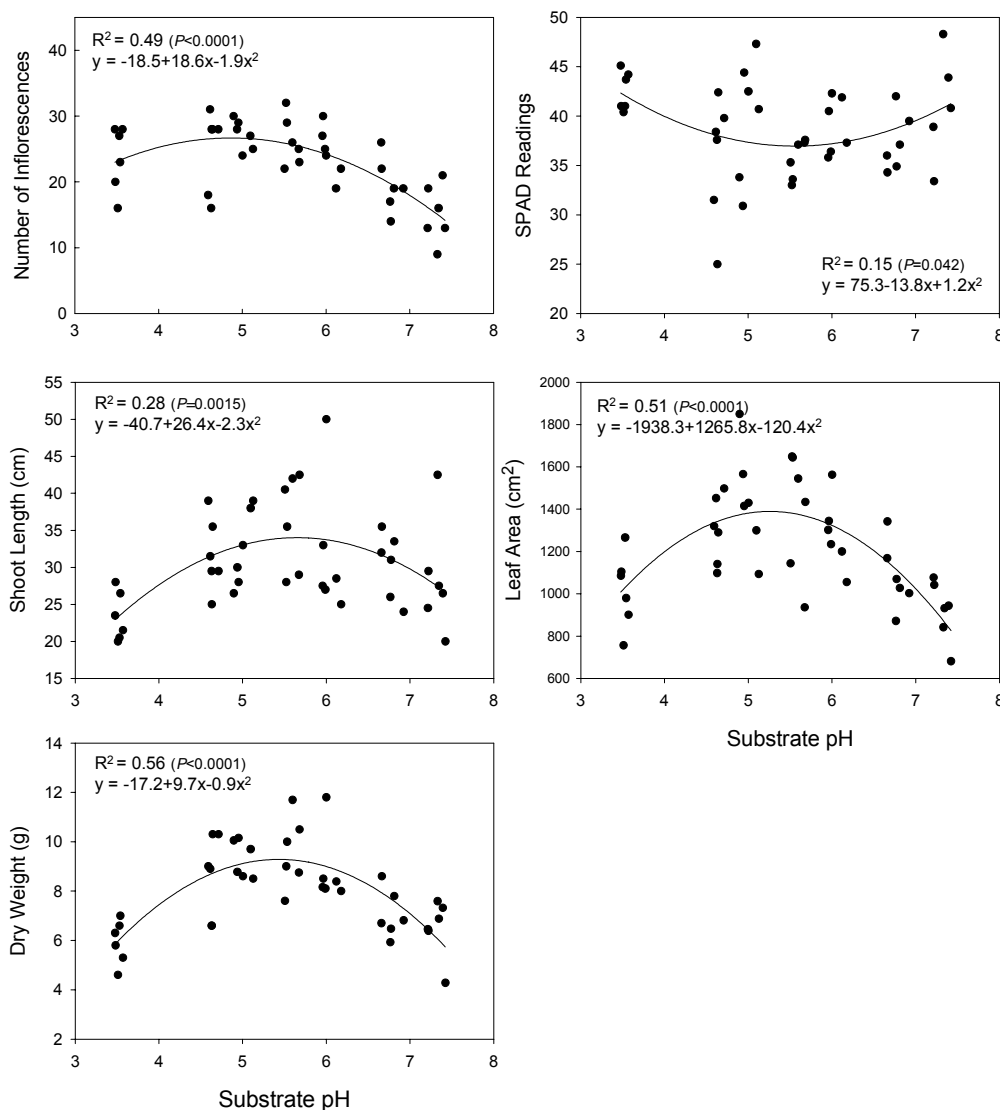 R² = 0.49 (P<0.0001)
y = -18.5+18.6x-1.9x²
Number of Inflorescences
40
30
20
10
0
3 4 5 6 7 8
R² = 0.15 (P=0.042)
y = 75.3-13.8x+1.2x²
SPAD Readings
50
45
40
35
30
25
20
3 4 5 6 7 8
R² = 0.28 (P=0.0015)
y = -40.7+26.4x-2.3x²
Shoot Length (cm)
55
50
45
40
35
30
25
20
15
3 4 5 6 7 8
R² = 0.51 (P<0.0001)
y = -1938.3+1265.8x-120.4x²
Leaf Area (cm²)
2000
1800
1600
1400
1200
1000
800
600
3 4 5 6 7 8
Substrate pH
R² = 0.56 (P<0.0001)
y = -17.2+9.7x-0.9x²
Dry Weight (g)
14
12
10
8
6
4
2
3 4 5 6 7 8
Substrate pH